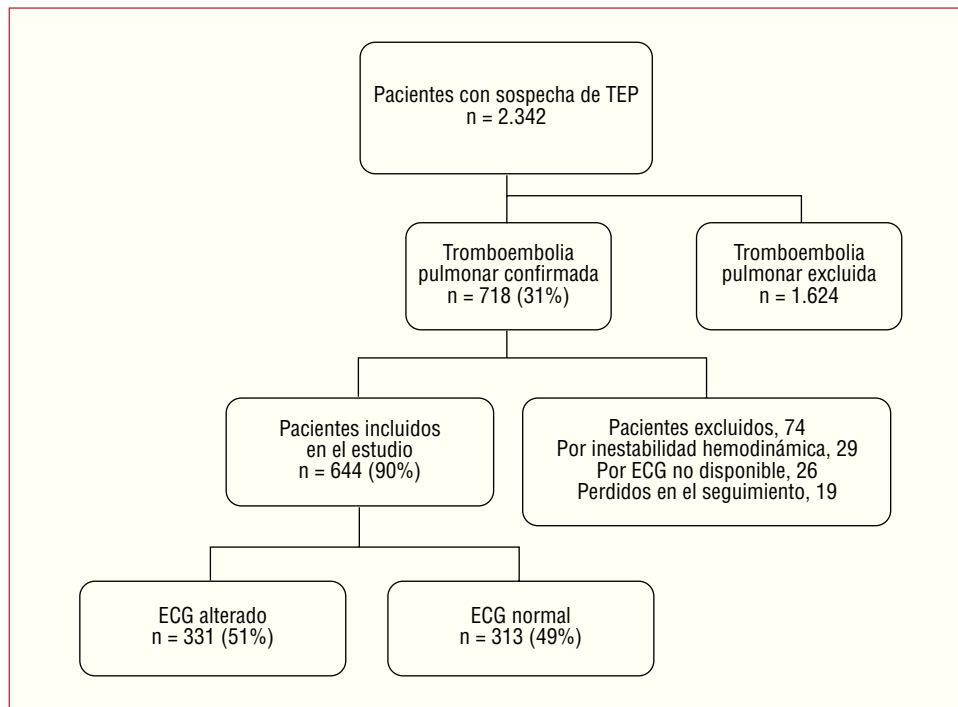 Pacientes con sospecha de TEP
n = 2.342
Tromboembolia
pulmonar confirmada
n = 718 (31%)
Tromboembolia
pulmonar excluida
n = 1.624
Pacientes incluidos
en el estudio
n = 644 (90%)
Pacientes excluidos, 74
Por inestabilidad hemodinámica, 29
Por ECG no disponible, 26
Perdidos en el seguimiento, 19
ECG alterado
n = 331 (51%)
ECG normal
n = 313 (49%)